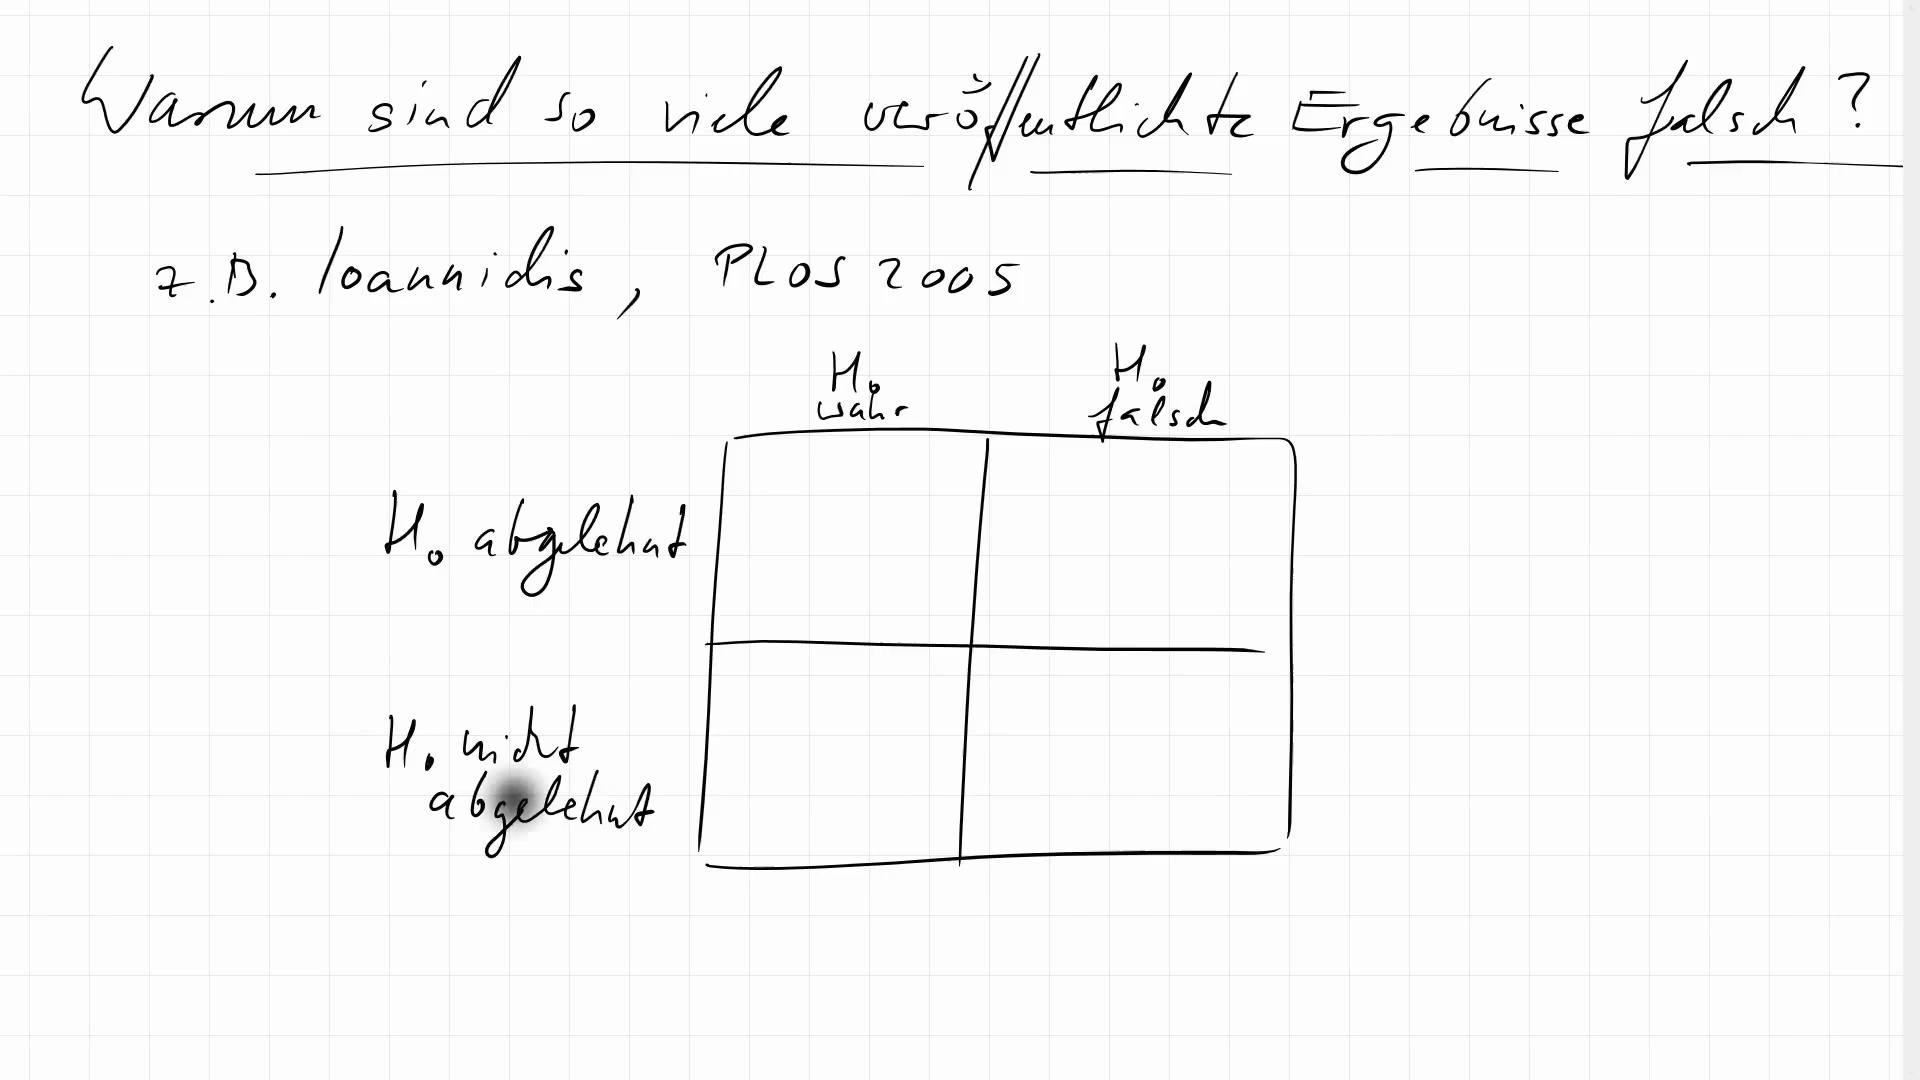 Warum sind so viele veröffentlichte Ergebnisse falsch?
z.B. Ioannidis, PLOS 2005
H₀ wahr
H₀ falsch
H₀ abgelehnt
H₀ nicht
abgelehnt